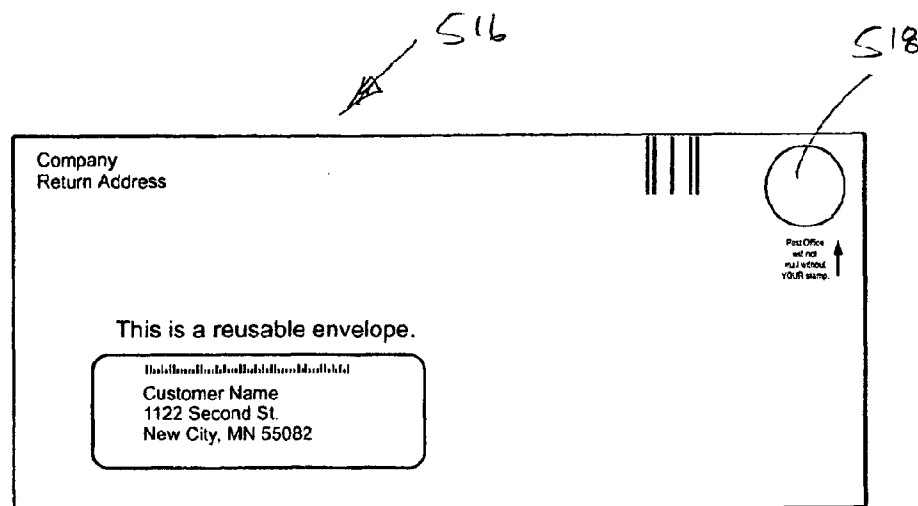 516
518
Company
Return Address
Post Office
will not
mail without
YOUR stamp.
This is a reusable envelope.
Customer Name
1122 Second St.
New City, MN 55082